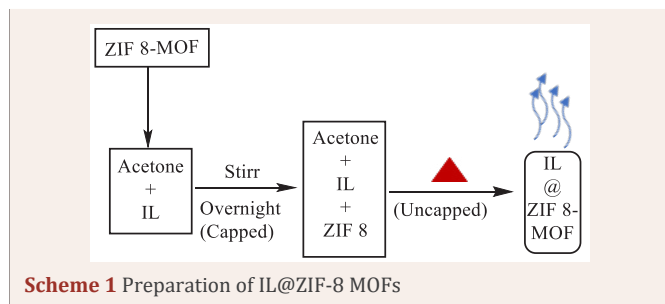 ZIF 8-MOF
Acetone
+
IL
Stirr
Overnight
(Capped)
Acetone
+
IL
+
ZIF 8
(Uncapped)
IL
@
ZIF 8-
MOF
Scheme 1 Preparation of IL@ZIF-8 MOFs